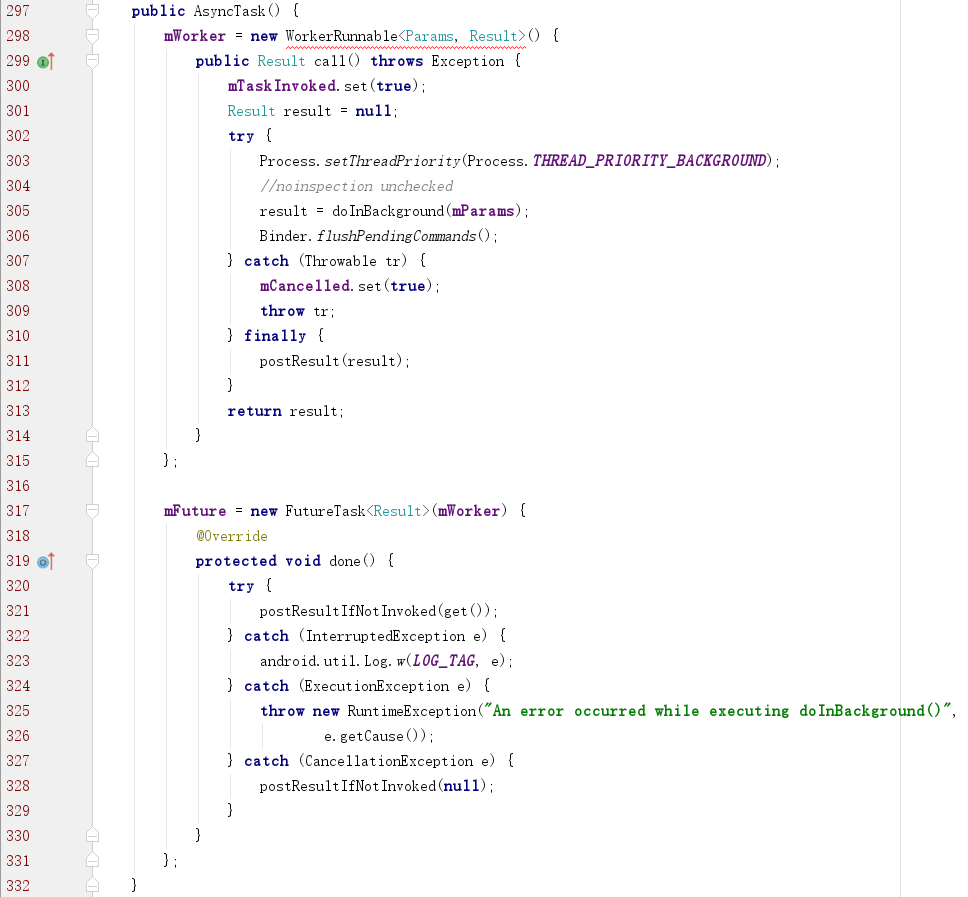 297 public AsyncTask() {
298 mWorker = new WorkerRunnable<Params, Result>() {
299 public Result call() throws Exception {
300 mTaskInvoked.set(true);
301 Result result = null;
302 try {
303 Process.setThreadPriority(Process.THREAD_PRIORITY_BACKGROUND);
304 //noinspection unchecked
305 result = doInBackground(mParams);
306 Binder.flushPendingCommands();
307 } catch (Throwable tr) {
308 mCancelled.set(true);
309 throw tr;
310 } finally {
311 postResult(result);
312 }
313 return result;
314 }
315 };
316
317 mFuture = new FutureTask<Result>(mWorker) {
318 @Override
319 protected void done() {
320 try {
321 postResultIfNotInvoked(get());
322 } catch (InterruptedException e) {
323 android.util.Log.w(LOG_TAG, e);
324 } catch (ExecutionException e) {
325 throw new RuntimeException("An error occurred while executing doInBackground()",
326 e.getCause());
327 } catch (CancellationException e) {
328 postResultIfNotInvoked(null);
329 }
330 }
331 };
332 }